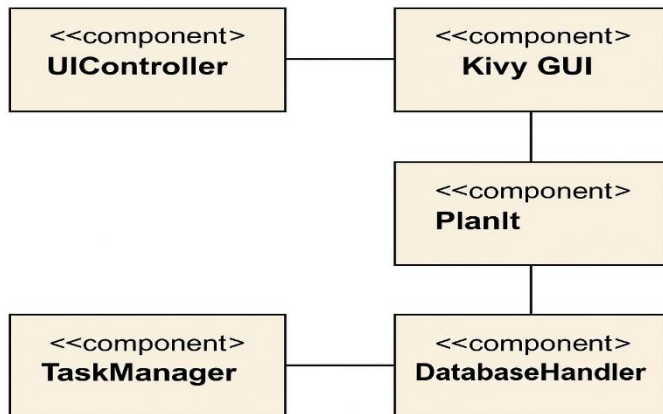 <<component>
UIController
<<component>
Kivy GUI
<<component>
PlanIt
<<component>
TaskManager
<<component>
DatabaseHandler